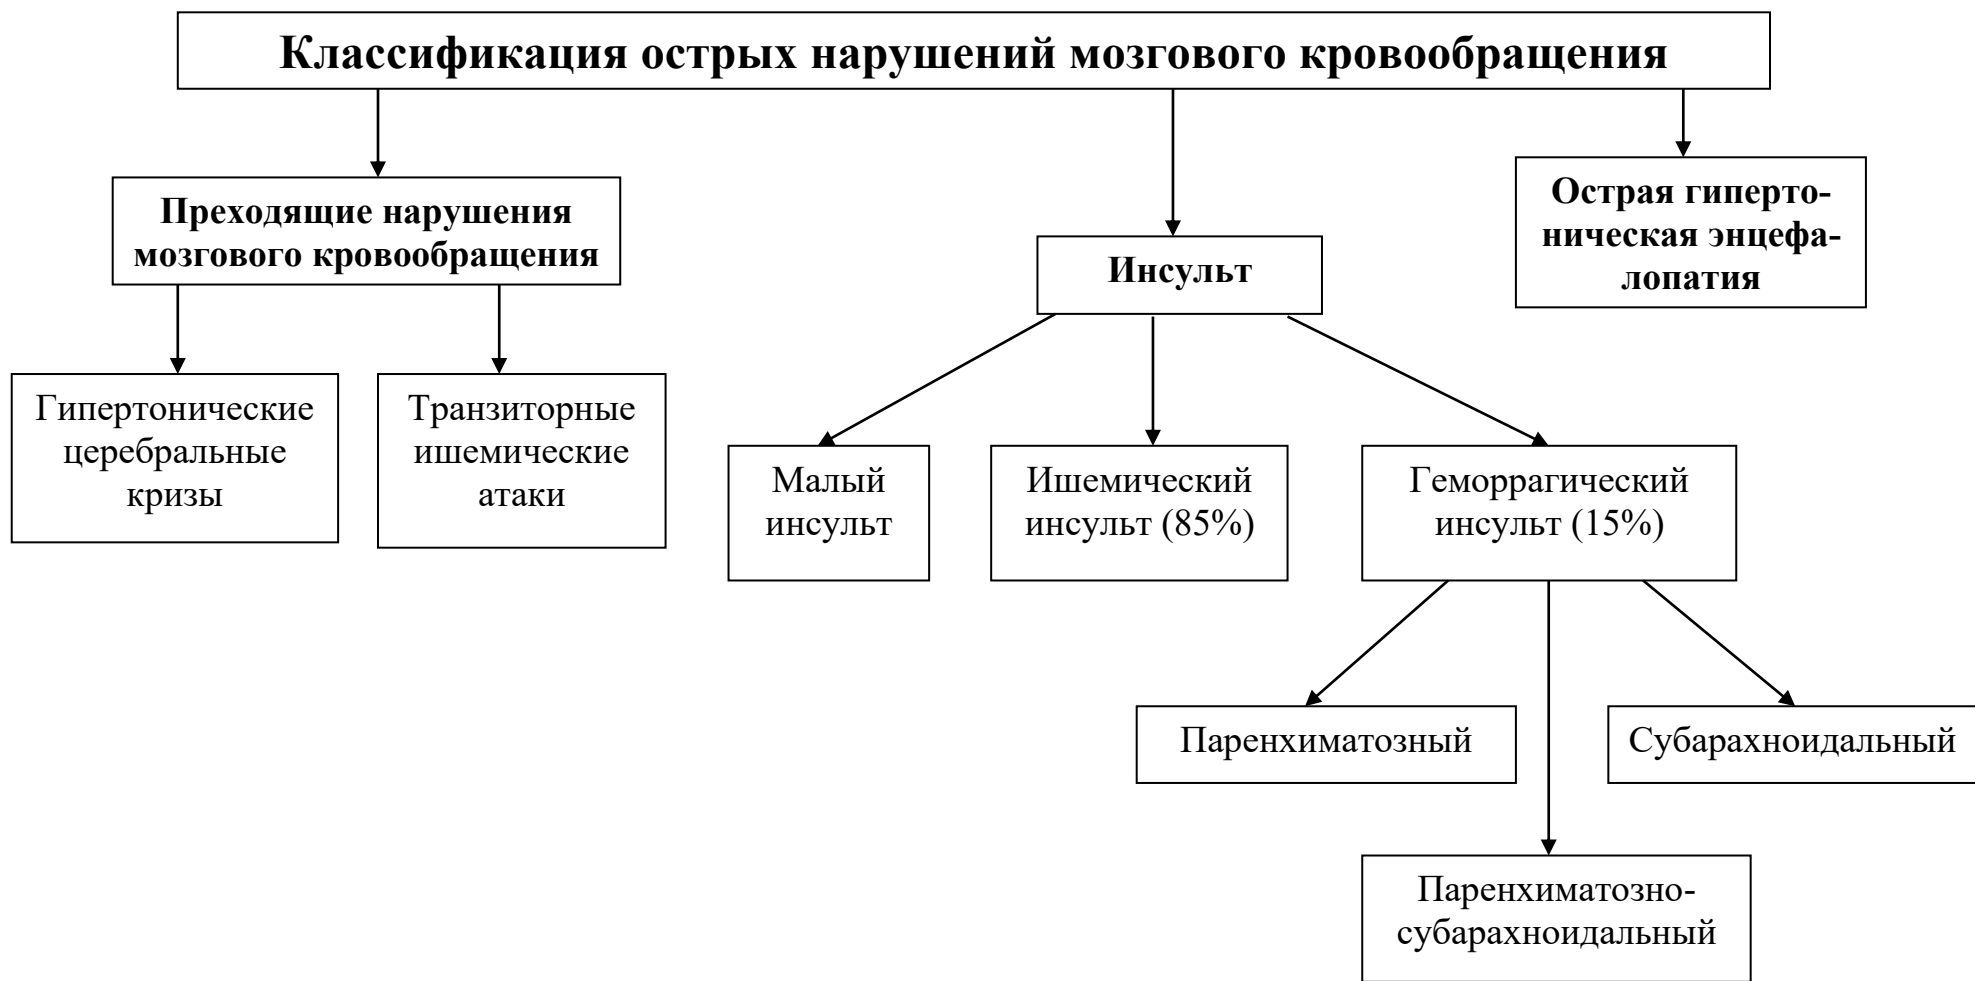 Классификация острых нарушений мозгового кровообращения
Преходящие нарушения
мозгового кровообращения
Инсульт
Острая гиперто-
ническая энцефа-
лопатия
Гипертонические
церебральные
кризы
Транзиторные
ишемические
атаки
Малый
инсульт
Ишемический
инсульт (85%)
Геморрагический
инсульт (15%)
Паренхиматозный
Субарахноидальный
Паренхиматозно-
субарахноидальный